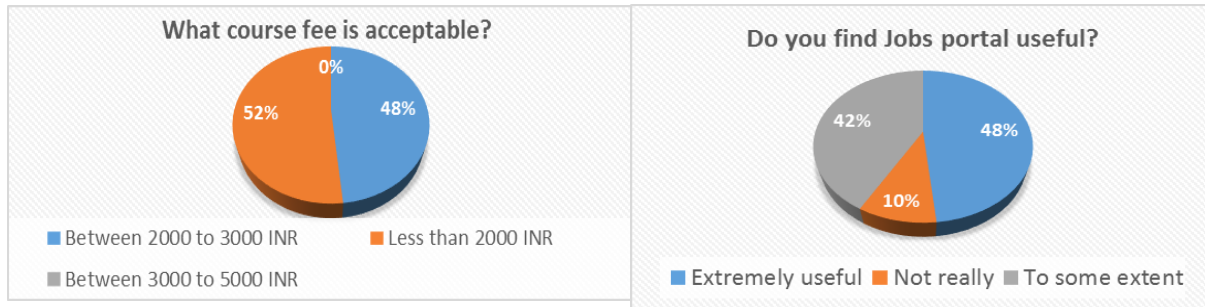 What course fee is acceptable?
0%
52%
48%
Between 2000 to 3000 INR
Less than 2000 INR
Between 3000 to 5000 INR
Do you find Jobs portal useful?
42%
48%
10%
Extremely useful
Not really
To some extent